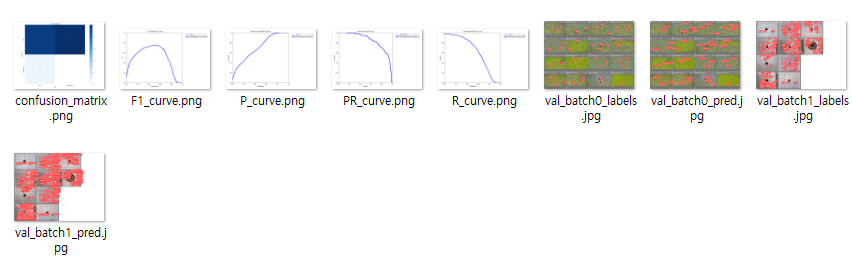 confusion_matrix
.png
F1_curve.png
P_curve.png
PR_curve.png
R_curve.png
val_batch0_labels
.jpg
val_batch0_pred.j
pg
val_batch1_labels
.jpg
val_batch1_pred.j
pg